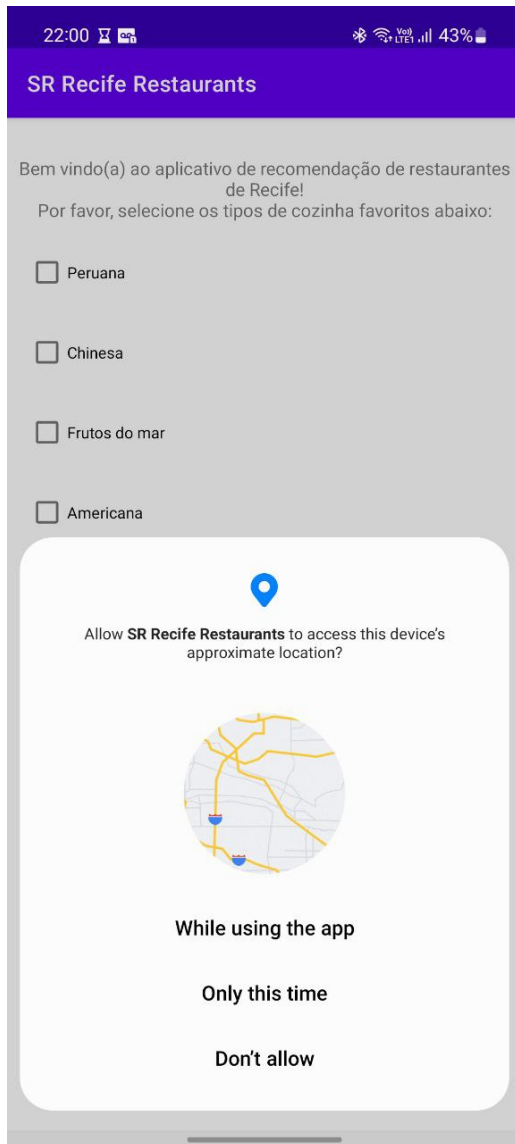 22:00
Vo)) LTE1 43%
SR Recife Restaurants
Bem vindo(a) ao aplicativo de recomendação de restaurantes
de Recife!
Por favor, selecione os tipos de cozinha favoritos abaixo:
Peruana
Chinesa
Frutos do mar
Americana
Allow SR Recife Restaurants to access this device's
approximate location?
While using the app
Only this time
Don't allow